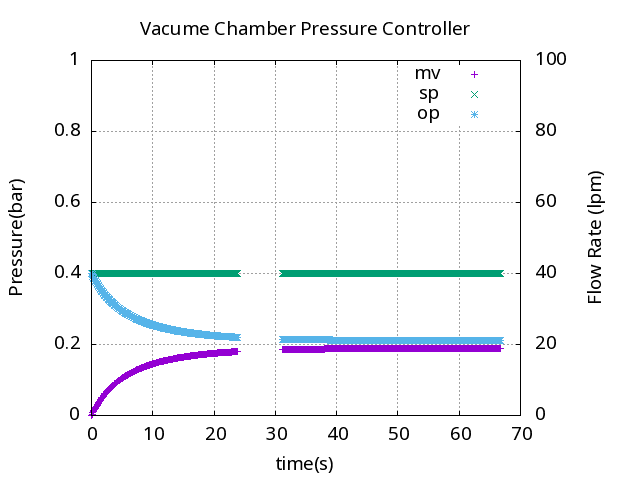 Vacume Chamber Pressure Controller
1
0.8
0.6
0.4
0.2
0
100
80
60
40
20
0
mv
sp
op
Pressure(bar)
Flow Rate (lpm)
0 10 20 30 40 50 60 70
time(s)